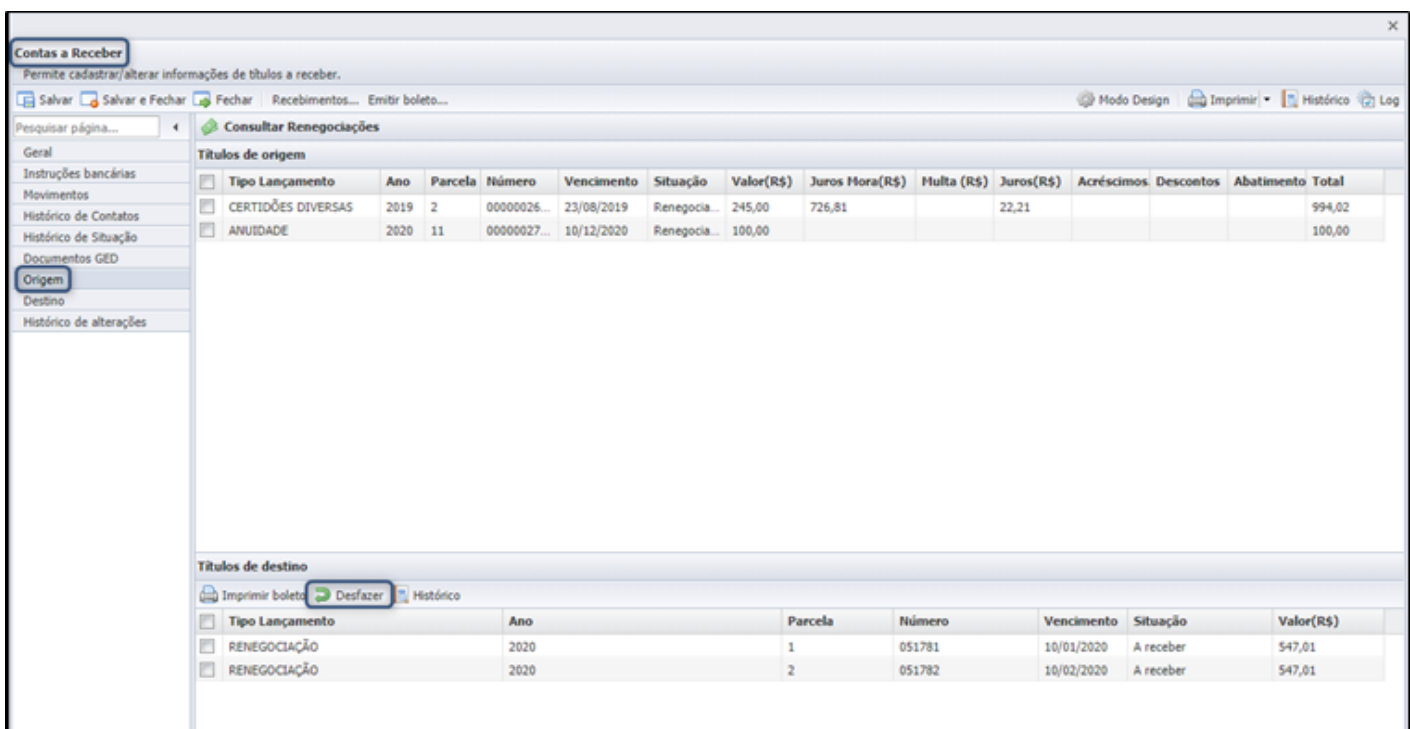 ×
Contas a Receber
Permite cadastrar/alterar informações de títulos a receber.
Salvar Salvar e Fechar Fechar Recebimentos... Emitir boleto.... Modo Design Imprimir Histórico Log
Pesquisar página...
Geral
Instruções bancárias
Movimentos
Histórico de Contatos
Histórico de Situação
Documentos GED
Origem
Destino
Histórico de alterações
Consultar Renegociações
Títulos de origem
Tipo Lançamento Ano Parcela Número Vencimento Situação Valor(R$) Juros Mora(R$) Multa (R$) Juros(R$) Acréscimos Descontos Abatimento Total
CERTIDÕES DIVERSAS 2019 2 00000026... 23/08/2019 Renegocia... 245,00 726,81 22,21 994,02
ANUIDADE 2020 11 00000027... 10/12/2020 Renegocia... 100,00 100,00
Títulos de destino
Imprimir boleto Desfazer Histórico
Tipo Lançamento Ano Parcela Número Vencimento Situação Valor(R$)
RENEGOCIAÇÃO 2020 1 051781 10/01/2020 A receber 547,01
RENEGOCIAÇÃO 2020 2 051782 10/02/2020 A receber 547,01